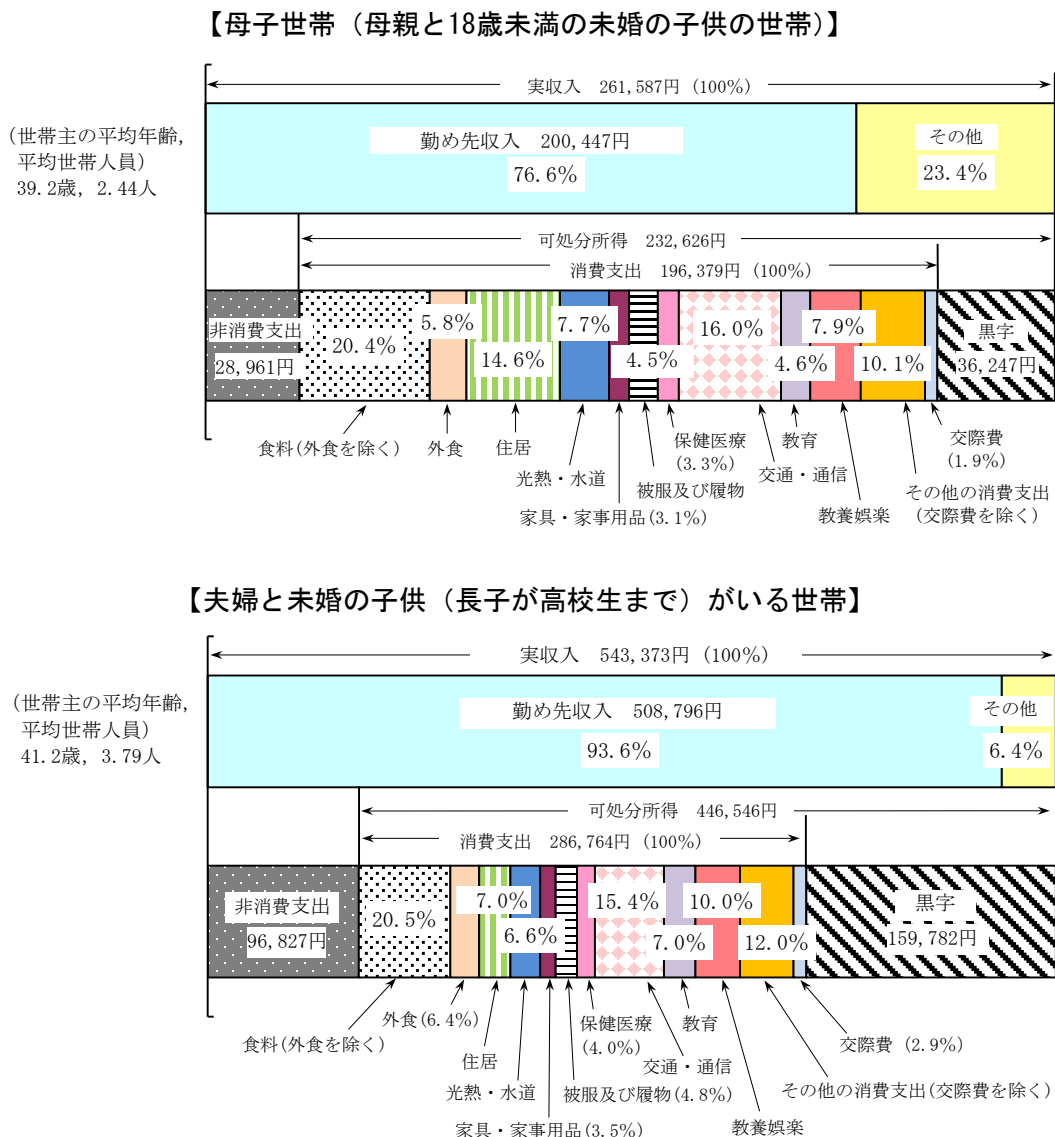 【母子世帯（母親と18歳未満の未婚の子供の世帯）】
実収入　261,587円 (100%)
(世帯主の平均年齢,
平均世帯人員)
39.2歳, 2.44人
勤め先収入　200,447円
76.6%
その他
23.4%
可処分所得　232,626円
消費支出　196,379円 (100%)
非消費支出
28,961円
20.4%
5.8%
14.6%
7.7%
4.5%
16.0%
4.6%
7.9%
10.1%
黒字
36,247円
食料(外食を除く)
外食
住居
光熱・水道
家具・家事用品(3.1%)
被服及び履物
保健医療
(3.3%)
交通・通信
教育
教養娯楽
その他の消費支出
(交際費を除く)
交際費
(1.9%)
【夫婦と未婚の子供（長子が高校生まで）がいる世帯】
実収入　543,373円 (100%)
(世帯主の平均年齢,
平均世帯人員)
41.2歳, 3.79人
勤め先収入　508,796円
93.6%
その他
6.4%
可処分所得　446,546円
消費支出　286,764円 (100%)
非消費支出
96,827円
20.5%
7.0%
6.6%
15.4%
7.0%
10.0%
12.0%
黒字
159,782円
食料(外食を除く)
外食(6.4%)
住居
光熱・水道
家具・家事用品(3.5%)
被服及び履物(4.8%)
保健医療
(4.0%)
交通・通信
教育
教養娯楽
その他の消費支出(交際費を除く)
交際費 (2.9%)